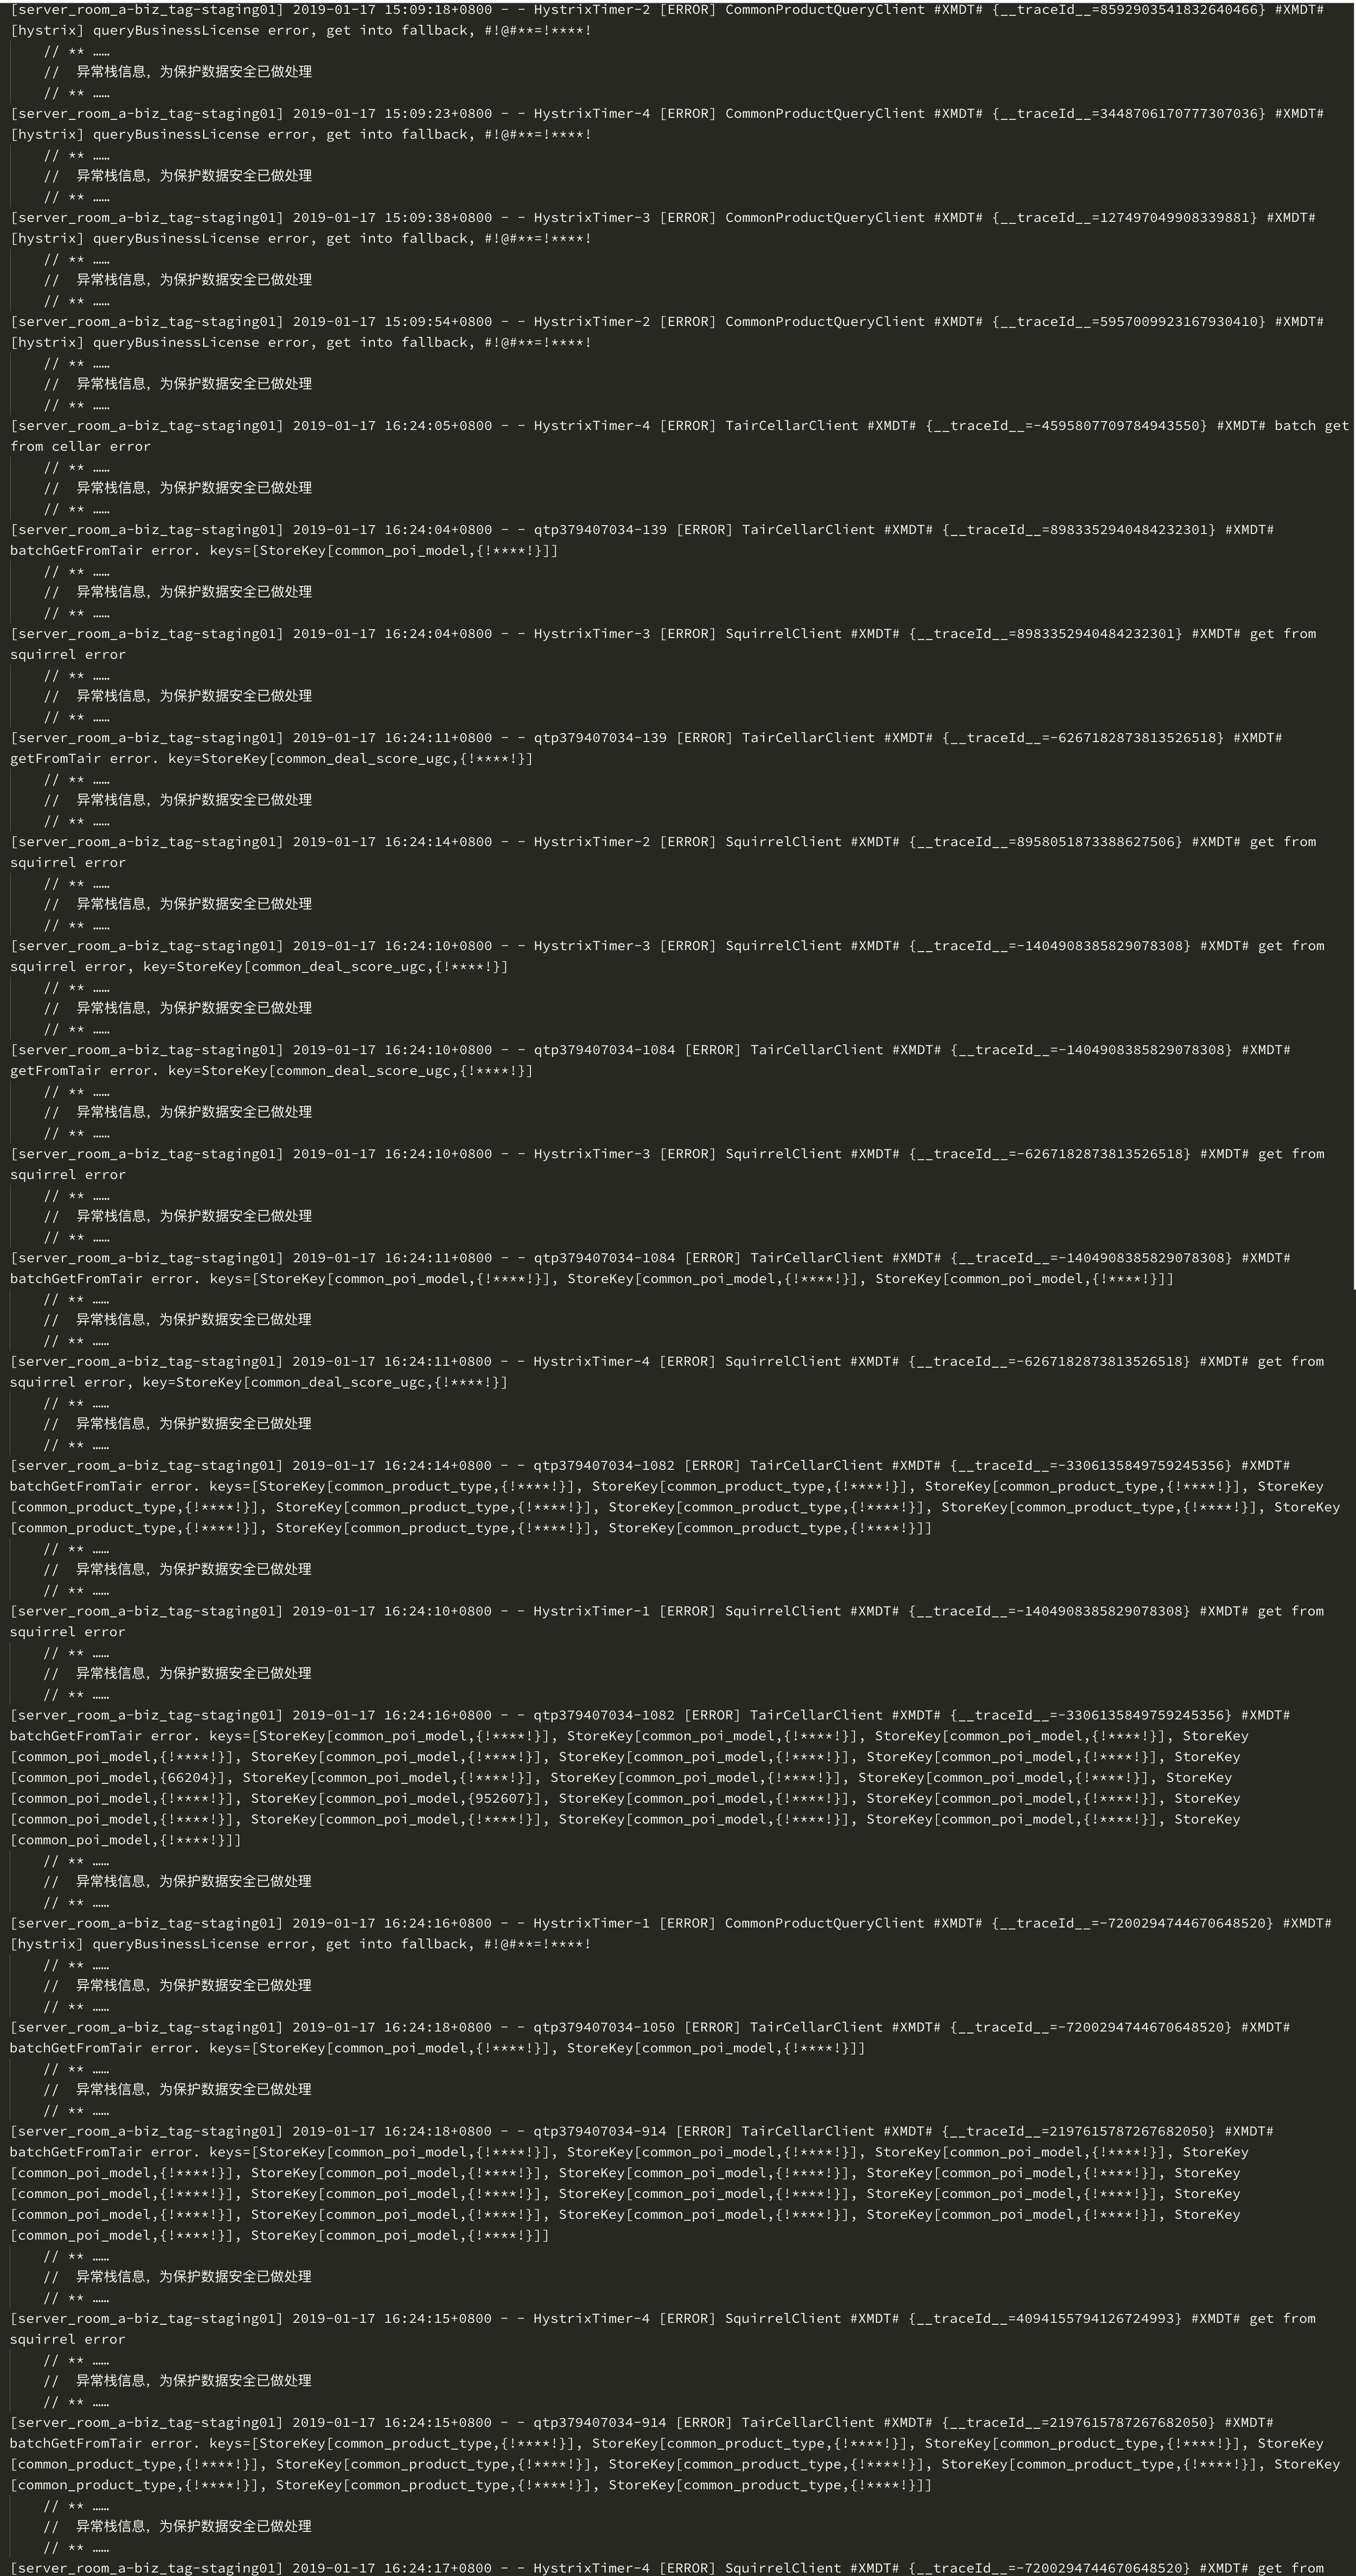 [server_room_a-biz_tag-staging01] 2019-01-17 15:09:18+0800 - - HystrixTimer-2 [ERROR] CommonProductQueryClient #XMDT# {__traceId__=8592903541832640466} #XMDT#
[hystrix] queryBusinessLicense error, get into fallback, #!@#**=!****!
// ** ……
//  异常栈信息，为保护数据安全已做处理
// ** ……
[server_room_a-biz_tag-staging01] 2019-01-17 15:09:23+0800 - - HystrixTimer-4 [ERROR] CommonProductQueryClient #XMDT# {__traceId__=3448706170777307036} #XMDT#
[hystrix] queryBusinessLicense error, get into fallback, #!@#**=!****!
// ** ……
//  异常栈信息，为保护数据安全已做处理
// ** ……
[server_room_a-biz_tag-staging01] 2019-01-17 15:09:38+0800 - - HystrixTimer-3 [ERROR] CommonProductQueryClient #XMDT# {__traceId__=127497049908339881} #XMDT#
[hystrix] queryBusinessLicense error, get into fallback, #!@#**=!****!
// ** ……
//  异常栈信息，为保护数据安全已做处理
// ** ……
[server_room_a-biz_tag-staging01] 2019-01-17 15:09:54+0800 - - HystrixTimer-2 [ERROR] CommonProductQueryClient #XMDT# {__traceId__=5957009923167930410} #XMDT#
[hystrix] queryBusinessLicense error, get into fallback, #!@#**=!****!
// ** ……
//  异常栈信息，为保护数据安全已做处理
// ** ……
[server_room_a-biz_tag-staging01] 2019-01-17 16:24:05+0800 - - HystrixTimer-4 [ERROR] TairCellarClient #XMDT# {__traceId__=-4595807709784943550} #XMDT# batch get
from cellar error
// ** ……
//  异常栈信息，为保护数据安全已做处理
// ** ……
[server_room_a-biz_tag-staging01] 2019-01-17 16:24:04+0800 - - qtp379407034-139 [ERROR] TairCellarClient #XMDT# {__traceId__=8983352940484232301} #XMDT#
batchGetFromTair error. keys=[StoreKey[common_poi_model,{!****!}]]
// ** ……
//  异常栈信息，为保护数据安全已做处理
// ** ……
[server_room_a-biz_tag-staging01] 2019-01-17 16:24:04+0800 - - HystrixTimer-3 [ERROR] SquirrelClient #XMDT# {__traceId__=8983352940484232301} #XMDT# get from
squirrel error
// ** ……
//  异常栈信息，为保护数据安全已做处理
// ** ……
[server_room_a-biz_tag-staging01] 2019-01-17 16:24:11+0800 - - qtp379407034-139 [ERROR] TairCellarClient #XMDT# {__traceId__=-6267182873813526518} #XMDT#
getFromTair error. key=StoreKey[common_deal_score_ugc,{!****!}]
// ** ……
//  异常栈信息，为保护数据安全已做处理
// ** ……
[server_room_a-biz_tag-staging01] 2019-01-17 16:24:14+0800 - - HystrixTimer-2 [ERROR] SquirrelClient #XMDT# {__traceId__=8958051873388627506} #XMDT# get from
squirrel error
// ** ……
//  异常栈信息，为保护数据安全已做处理
// ** ……
[server_room_a-biz_tag-staging01] 2019-01-17 16:24:10+0800 - - HystrixTimer-3 [ERROR] SquirrelClient #XMDT# {__traceId__=-1404908385829078308} #XMDT# get from
squirrel error, key=StoreKey[common_deal_score_ugc,{!****!}]
// ** ……
//  异常栈信息，为保护数据安全已做处理
// ** ……
[server_room_a-biz_tag-staging01] 2019-01-17 16:24:10+0800 - - qtp379407034-1084 [ERROR] TairCellarClient #XMDT# {__traceId__=-1404908385829078308} #XMDT#
getFromTair error. key=StoreKey[common_deal_score_ugc,{!****!}]
// ** ……
//  异常栈信息，为保护数据安全已做处理
// ** ……
[server_room_a-biz_tag-staging01] 2019-01-17 16:24:10+0800 - - HystrixTimer-3 [ERROR] SquirrelClient #XMDT# {__traceId__=-6267182873813526518} #XMDT# get from
squirrel error
// ** ……
//  异常栈信息，为保护数据安全已做处理
// ** ……
[server_room_a-biz_tag-staging01] 2019-01-17 16:24:11+0800 - - qtp379407034-1084 [ERROR] TairCellarClient #XMDT# {__traceId__=-1404908385829078308} #XMDT#
batchGetFromTair error. keys=[StoreKey[common_poi_model,{!****!}], StoreKey[common_poi_model,{!****!}], StoreKey[common_poi_model,{!****!}]]
// ** ……
//  异常栈信息，为保护数据安全已做处理
// ** ……
[server_room_a-biz_tag-staging01] 2019-01-17 16:24:11+0800 - - HystrixTimer-4 [ERROR] SquirrelClient #XMDT# {__traceId__=-6267182873813526518} #XMDT# get from
squirrel error, key=StoreKey[common_deal_score_ugc,{!****!}]
// ** ……
//  异常栈信息，为保护数据安全已做处理
// ** ……
[server_room_a-biz_tag-staging01] 2019-01-17 16:24:14+0800 - - qtp379407034-1082 [ERROR] TairCellarClient #XMDT# {__traceId__=-3306135849759245356} #XMDT#
batchGetFromTair error. keys=[StoreKey[common_product_type,{!****!}], StoreKey[common_product_type,{!****!}], StoreKey[common_product_type,{!****!}], StoreKey
[common_product_type,{!****!}], StoreKey[common_product_type,{!****!}], StoreKey[common_product_type,{!****!}], StoreKey[common_product_type,{!****!}], StoreKey
[common_product_type,{!****!}], StoreKey[common_product_type,{!****!}], StoreKey[common_product_type,{!****!}]]
// ** ……
//  异常栈信息，为保护数据安全已做处理
// ** ……
[server_room_a-biz_tag-staging01] 2019-01-17 16:24:10+0800 - - HystrixTimer-1 [ERROR] SquirrelClient #XMDT# {__traceId__=-1404908385829078308} #XMDT# get from
squirrel error
// ** ……
//  异常栈信息，为保护数据安全已做处理
// ** ……
[server_room_a-biz_tag-staging01] 2019-01-17 16:24:16+0800 - - qtp379407034-1082 [ERROR] TairCellarClient #XMDT# {__traceId__=-3306135849759245356} #XMDT#
batchGetFromTair error. keys=[StoreKey[common_poi_model,{!****!}], StoreKey[common_poi_model,{!****!}], StoreKey[common_poi_model,{!****!}], StoreKey
[common_poi_model,{!****!}], StoreKey[common_poi_model,{!****!}], StoreKey[common_poi_model,{!****!}], StoreKey[common_poi_model,{!****!}], StoreKey
[common_poi_model,{66204}], StoreKey[common_poi_model,{!****!}], StoreKey[common_poi_model,{!****!}], StoreKey[common_poi_model,{!****!}], StoreKey
[common_poi_model,{!****!}], StoreKey[common_poi_model,{952607}], StoreKey[common_poi_model,{!****!}], StoreKey[common_poi_model,{!****!}], StoreKey
[common_poi_model,{!****!}], StoreKey[common_poi_model,{!****!}], StoreKey[common_poi_model,{!****!}], StoreKey[common_poi_model,{!****!}], StoreKey
[common_poi_model,{!****!}]]
// ** ……
//  异常栈信息，为保护数据安全已做处理
// ** ……
[server_room_a-biz_tag-staging01] 2019-01-17 16:24:16+0800 - - HystrixTimer-1 [ERROR] CommonProductQueryClient #XMDT# {__traceId__=-7200294744670648520} #XMDT#
[hystrix] queryBusinessLicense error, get into fallback, #!@#**=!****!
// ** ……
//  异常栈信息，为保护数据安全已做处理
// ** ……
[server_room_a-biz_tag-staging01] 2019-01-17 16:24:18+0800 - - qtp379407034-1050 [ERROR] TairCellarClient #XMDT# {__traceId__=-7200294744670648520} #XMDT#
batchGetFromTair error. keys=[StoreKey[common_poi_model,{!****!}], StoreKey[common_poi_model,{!****!}]]
// ** ……
//  异常栈信息，为保护数据安全已做处理
// ** ……
[server_room_a-biz_tag-staging01] 2019-01-17 16:24:18+0800 - - qtp379407034-914 [ERROR] TairCellarClient #XMDT# {__traceId__=2197615787267682050} #XMDT#
batchGetFromTair error. keys=[StoreKey[common_poi_model,{!****!}], StoreKey[common_poi_model,{!****!}], StoreKey[common_poi_model,{!****!}], StoreKey
[common_poi_model,{!****!}], StoreKey[common_poi_model,{!****!}], StoreKey[common_poi_model,{!****!}], StoreKey[common_poi_model,{!****!}], StoreKey
[common_poi_model,{!****!}], StoreKey[common_poi_model,{!****!}], StoreKey[common_poi_model,{!****!}], StoreKey[common_poi_model,{!****!}], StoreKey
[common_poi_model,{!****!}], StoreKey[common_poi_model,{!****!}], StoreKey[common_poi_model,{!****!}], StoreKey[common_poi_model,{!****!}], StoreKey
[common_poi_model,{!****!}], StoreKey[common_poi_model,{!****!}]]
// ** ……
//  异常栈信息，为保护数据安全已做处理
// ** ……
[server_room_a-biz_tag-staging01] 2019-01-17 16:24:15+0800 - - HystrixTimer-4 [ERROR] SquirrelClient #XMDT# {__traceId__=4094155794126724993} #XMDT# get from
squirrel error
// ** ……
//  异常栈信息，为保护数据安全已做处理
// ** ……
[server_room_a-biz_tag-staging01] 2019-01-17 16:24:15+0800 - - qtp379407034-914 [ERROR] TairCellarClient #XMDT# {__traceId__=2197615787267682050} #XMDT#
batchGetFromTair error. keys=[StoreKey[common_product_type,{!****!}], StoreKey[common_product_type,{!****!}], StoreKey[common_product_type,{!****!}], StoreKey
[common_product_type,{!****!}], StoreKey[common_product_type,{!****!}], StoreKey[common_product_type,{!****!}], StoreKey[common_product_type,{!****!}], StoreKey
[common_product_type,{!****!}], StoreKey[common_product_type,{!****!}], StoreKey[common_product_type,{!****!}]]
// ** ……
//  异常栈信息，为保护数据安全已做处理
// ** ……
[server_room_a-biz_tag-staging01] 2019-01-17 16:24:17+0800 - - HystrixTimer-4 [ERROR] SquirrelClient #XMDT# {__traceId__=-7200294744670648520} #XMDT# get from